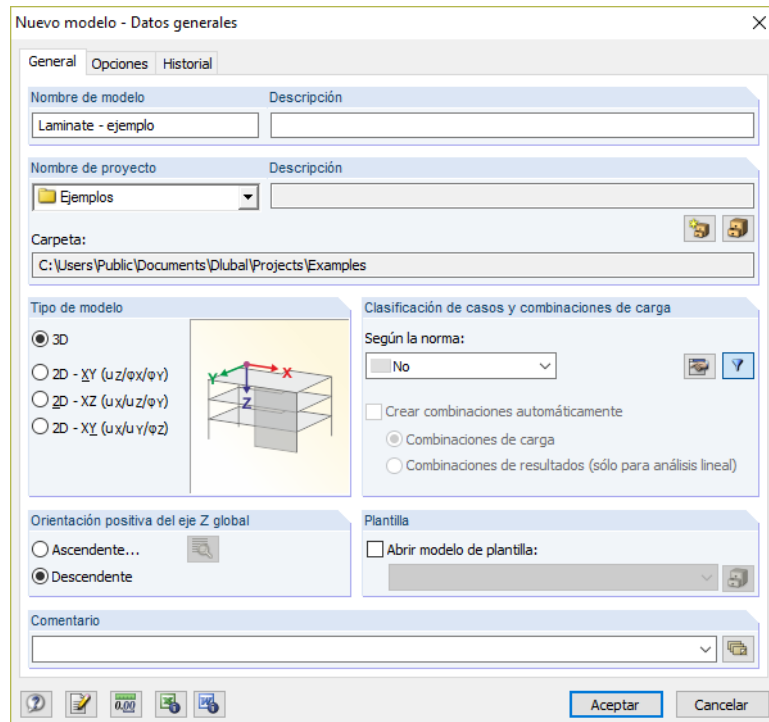 Nuevo modelo - Datos generales
General Opciones Historial
Nombre de modelo Descripción
Laminate - ejemplo
Nombre de proyecto Descripción
Ejemplos
Carpeta:
C:\Users\Public\Documents\Dlubal\Projects\Examples
Tipo de modelo
3D
2D - XY (uZ/φX/φY)
2D - XZ (uX/uZ/φY)
2D - XY (uX/uY/φZ)
Y X
Z
Clasificación de casos y combinaciones de carga
Según la norma:
No
Crear combinaciones automáticamente
Combinaciones de carga
Combinaciones de resultados (sólo para análisis lineal)
Orientación positiva del eje Z global
Ascendente...
Descendente
Plantilla
Abrir modelo de plantilla:
Comentario
0.00 Aceptar Cancelar